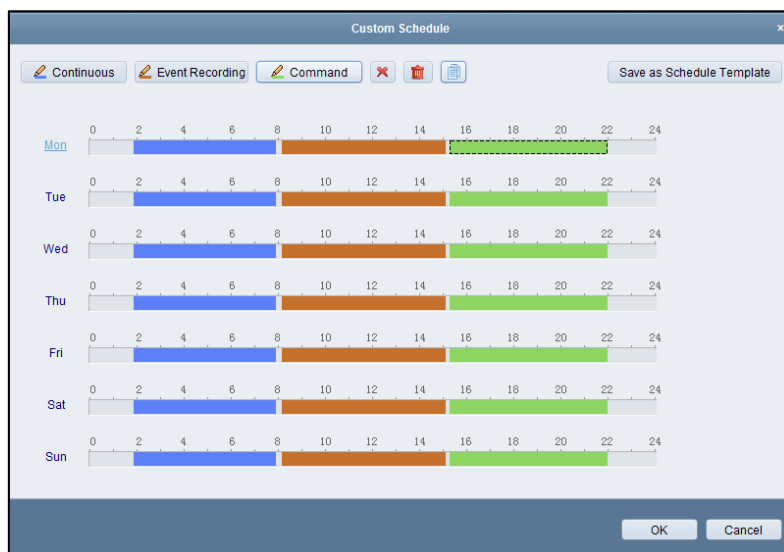 Custom Schedule ×
Continuous Event Recording Command Save as Schedule Template
0 2 4 6 8 10 12 14 16 18 20 22 24
Mon
0 2 4 6 8 10 12 14 16 18 20 22 24
Tue
0 2 4 6 8 10 12 14 16 18 20 22 24
Wed
0 2 4 6 8 10 12 14 16 18 20 22 24
Thu
0 2 4 6 8 10 12 14 16 18 20 22 24
Fri
0 2 4 6 8 10 12 14 16 18 20 22 24
Sat
0 2 4 6 8 10 12 14 16 18 20 22 24
Sun
OK Cancel